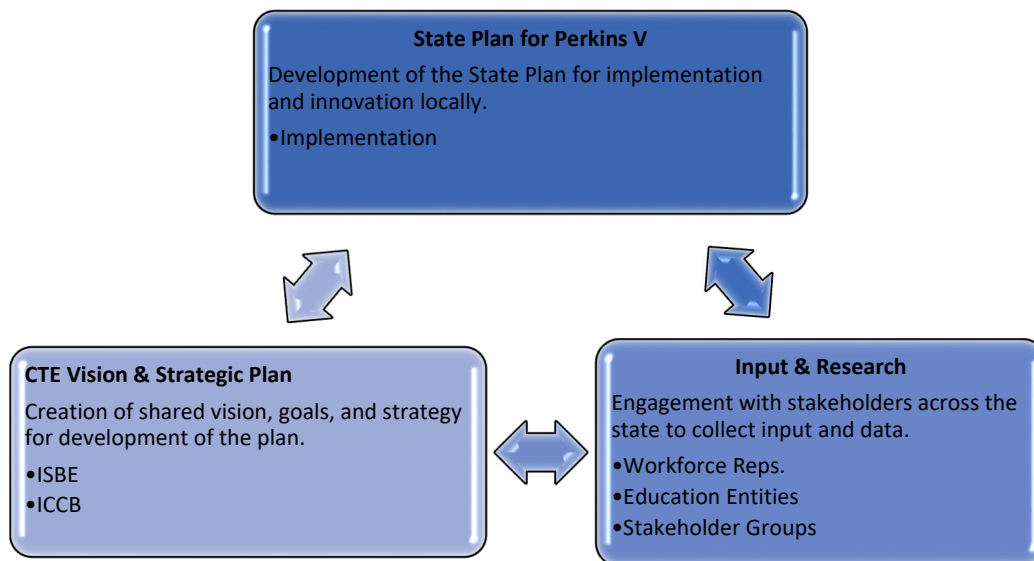 State Plan for Perkins V
Development of the State Plan for implementation
and innovation locally.
•Implementation
CTE Vision & Strategic Plan
Creation of shared vision, goals, and strategy
for development of the plan.
•ISBE
•ICCB
Input & Research
Engagement with stakeholders across the
state to collect input and data.
•Workforce Reps.
•Education Entities
•Stakeholder Groups